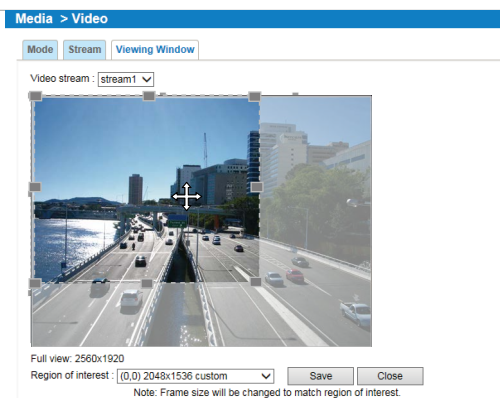 Media > Video
Mode Stream Viewing Window
Video stream : stream1
Full view: 2560x1920
Region of interest : (0,0) 2048x1536 custom Save Close
Note: Frame size will be changed to match region of interest.